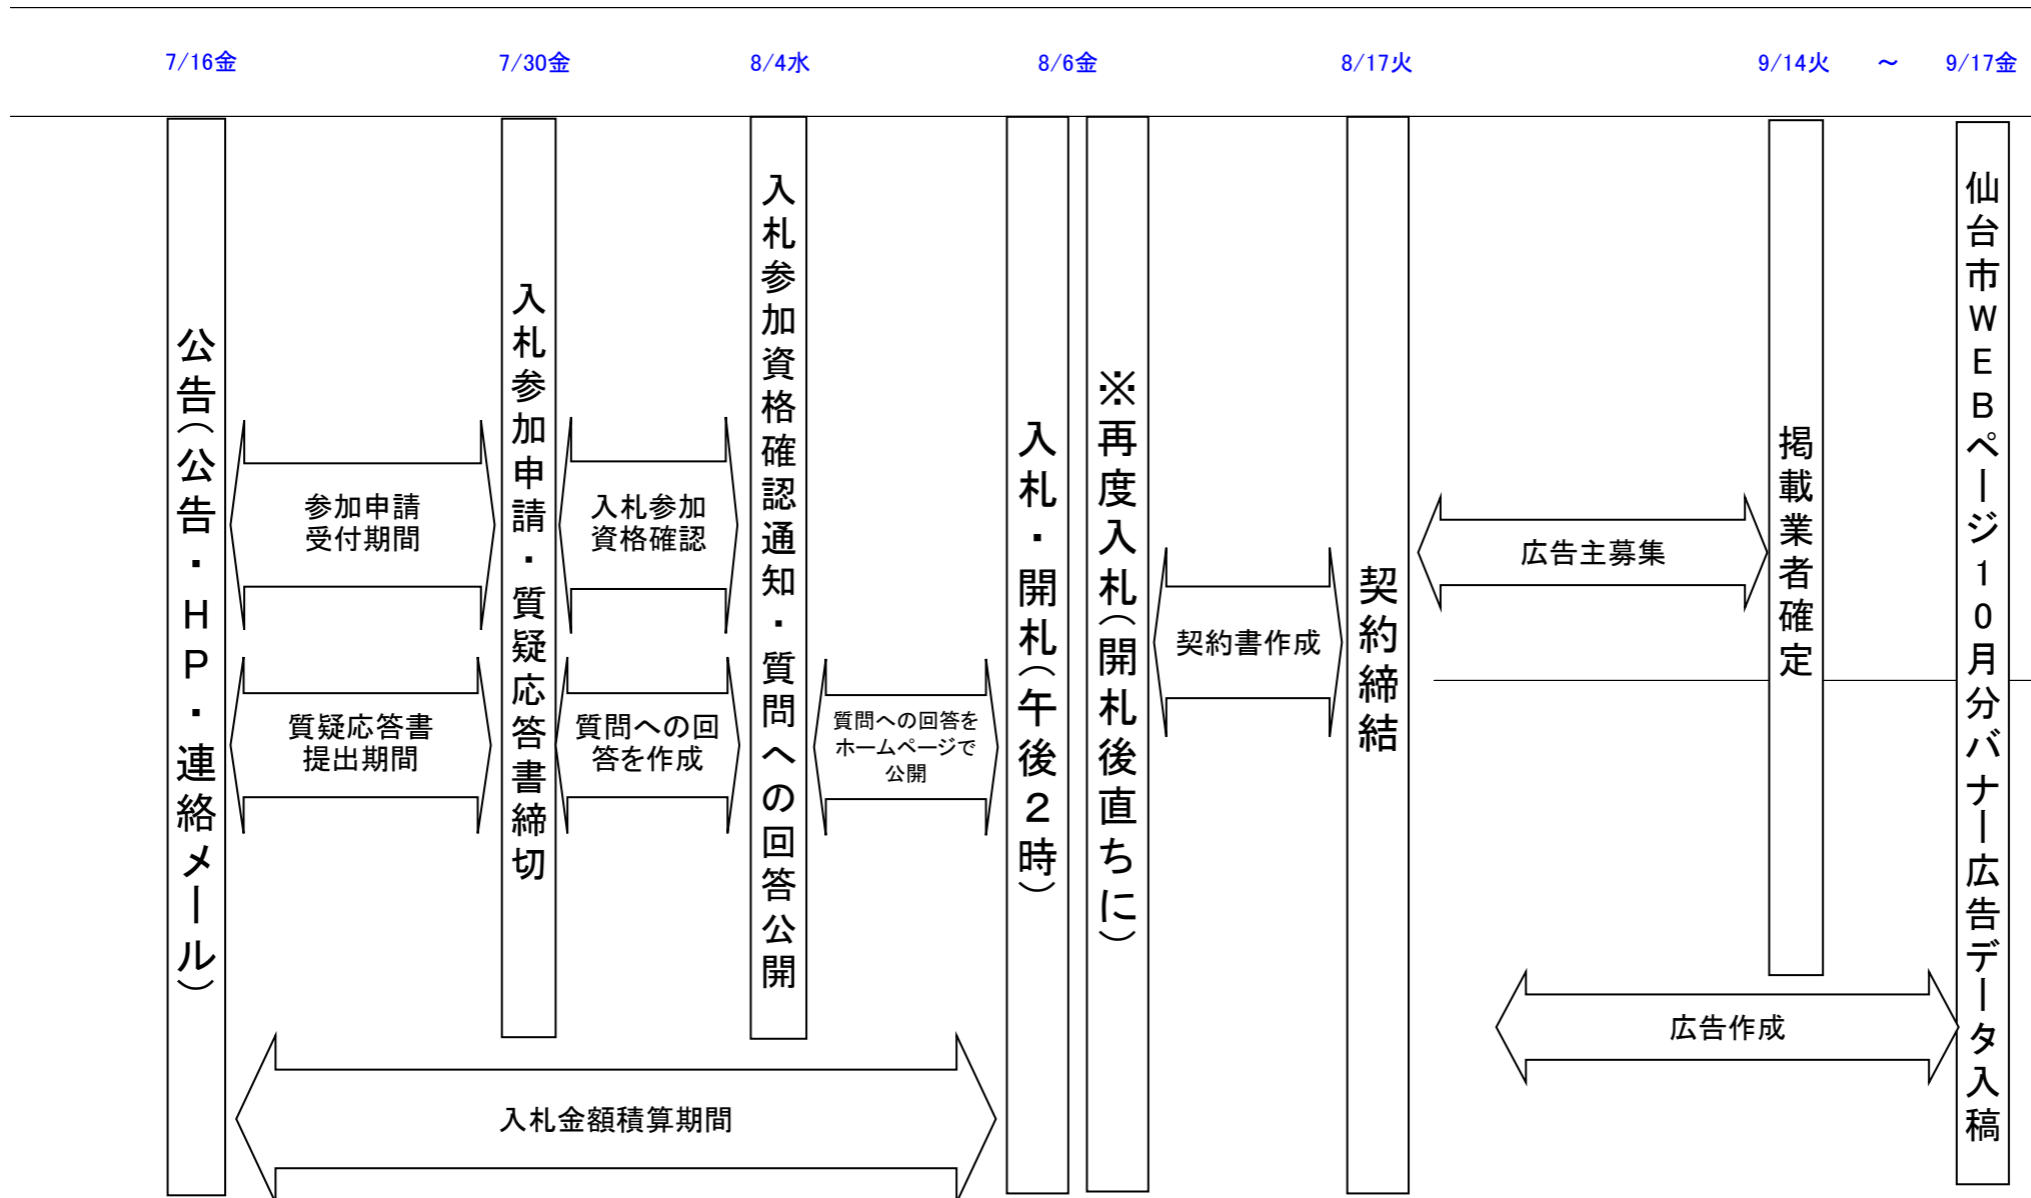 7/16金 7/30金 8/4水 8/6金 8/17火 9/14火 ～ 9/17金
公告（公告・ＨＰ・連絡メール）
参加申請
受付期間
質疑応答書
提出期間
入札参加申請・質疑応答書締切
入札参加
資格確認
質問への回
答を作成
入札参加資格確認通知・質問への回答公開
質問への回答を
ホームページで
公開
入札金額積算期間
入札・開札（午後２時）
※再度入札（開札後直ちに）
契約書作成
契約締結
広告主募集
掲載業者確定
広告作成
仙台市ＷＥＢページ１０月分バナー広告データ入稿